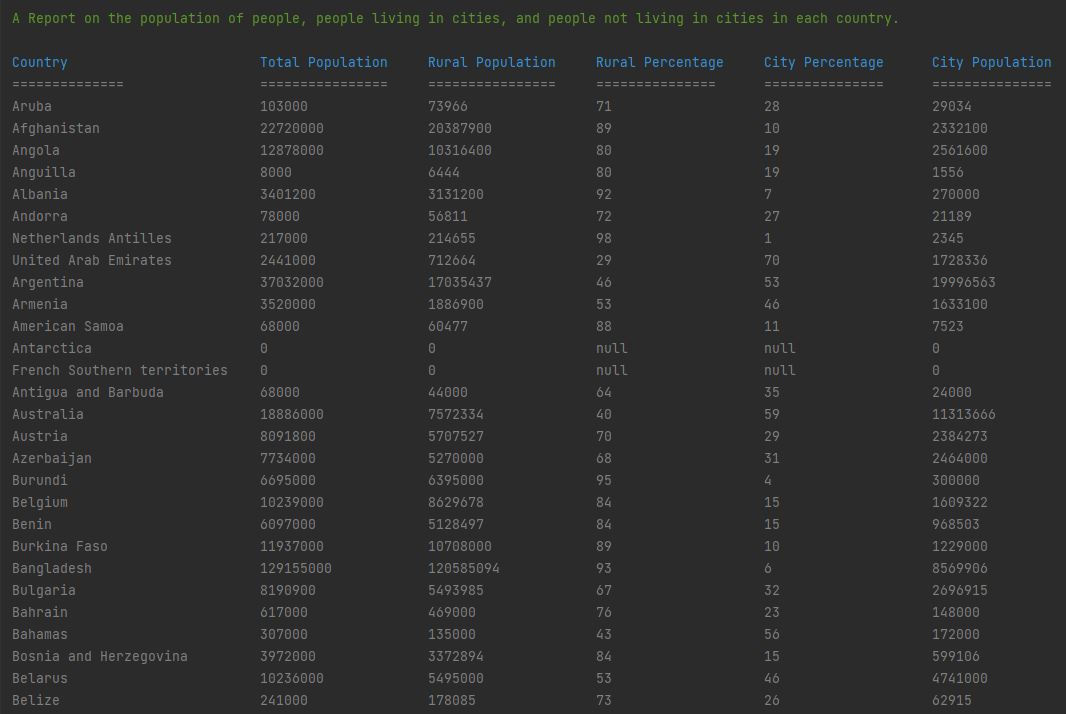 A Report on the population of people, people living in cities, and people not living in cities in each country.
Country Total Population Rural Population Rural Percentage City Percentage City Population
============== ================ ================ =============== =============== ===============
Aruba 103000 73966 71 28 29034
Afghanistan 22720000 20387900 89 10 2332100
Angola 12878000 10316400 80 19 2561600
Anguilla 8000 6444 80 19 1556
Albania 3401200 3131200 92 7 270000
Andorra 78000 56811 72 27 21189
Netherlands Antilles 217000 214655 98 1 2345
United Arab Emirates 2441000 712664 29 70 1728336
Argentina 37032000 17035437 46 53 19996563
Armenia 3520000 1886900 53 46 1633100
American Samoa 68000 60477 88 11 7523
Antarctica 0 0 null null 0
French Southern territories 0 0 null null 0
Antigua and Barbuda 68000 44000 64 35 24000
Australia 18886000 7572334 40 59 11313666
Austria 8091800 5707527 70 29 2384273
Azerbaijan 7734000 5270000 68 31 2464000
Burundi 6695000 6395000 95 4 300000
Belgium 10239000 8629678 84 15 1609322
Benin 6097000 5128497 84 15 968503
Burkina Faso 11937000 10708000 89 10 1229000
Bangladesh 129155000 120585094 93 6 8569906
Bulgaria 8190900 5493985 67 32 2696915
Bahrain 617000 469000 76 23 148000
Bahamas 307000 135000 43 56 172000
Bosnia and Herzegovina 3972000 3372894 84 15 599106
Belarus 10236000 5495000 53 46 4741000
Belize 241000 178085 73 26 62915